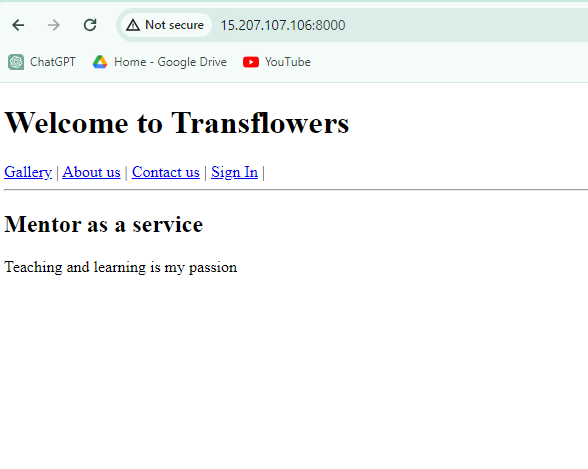 Not secure 15.207.107.106:8000
ChatGPT Home - Google Drive YouTube
Welcome to Transflowers
Gallery | About us | Contact us | Sign In |
Mentor as a service
Teaching and learning is my passion